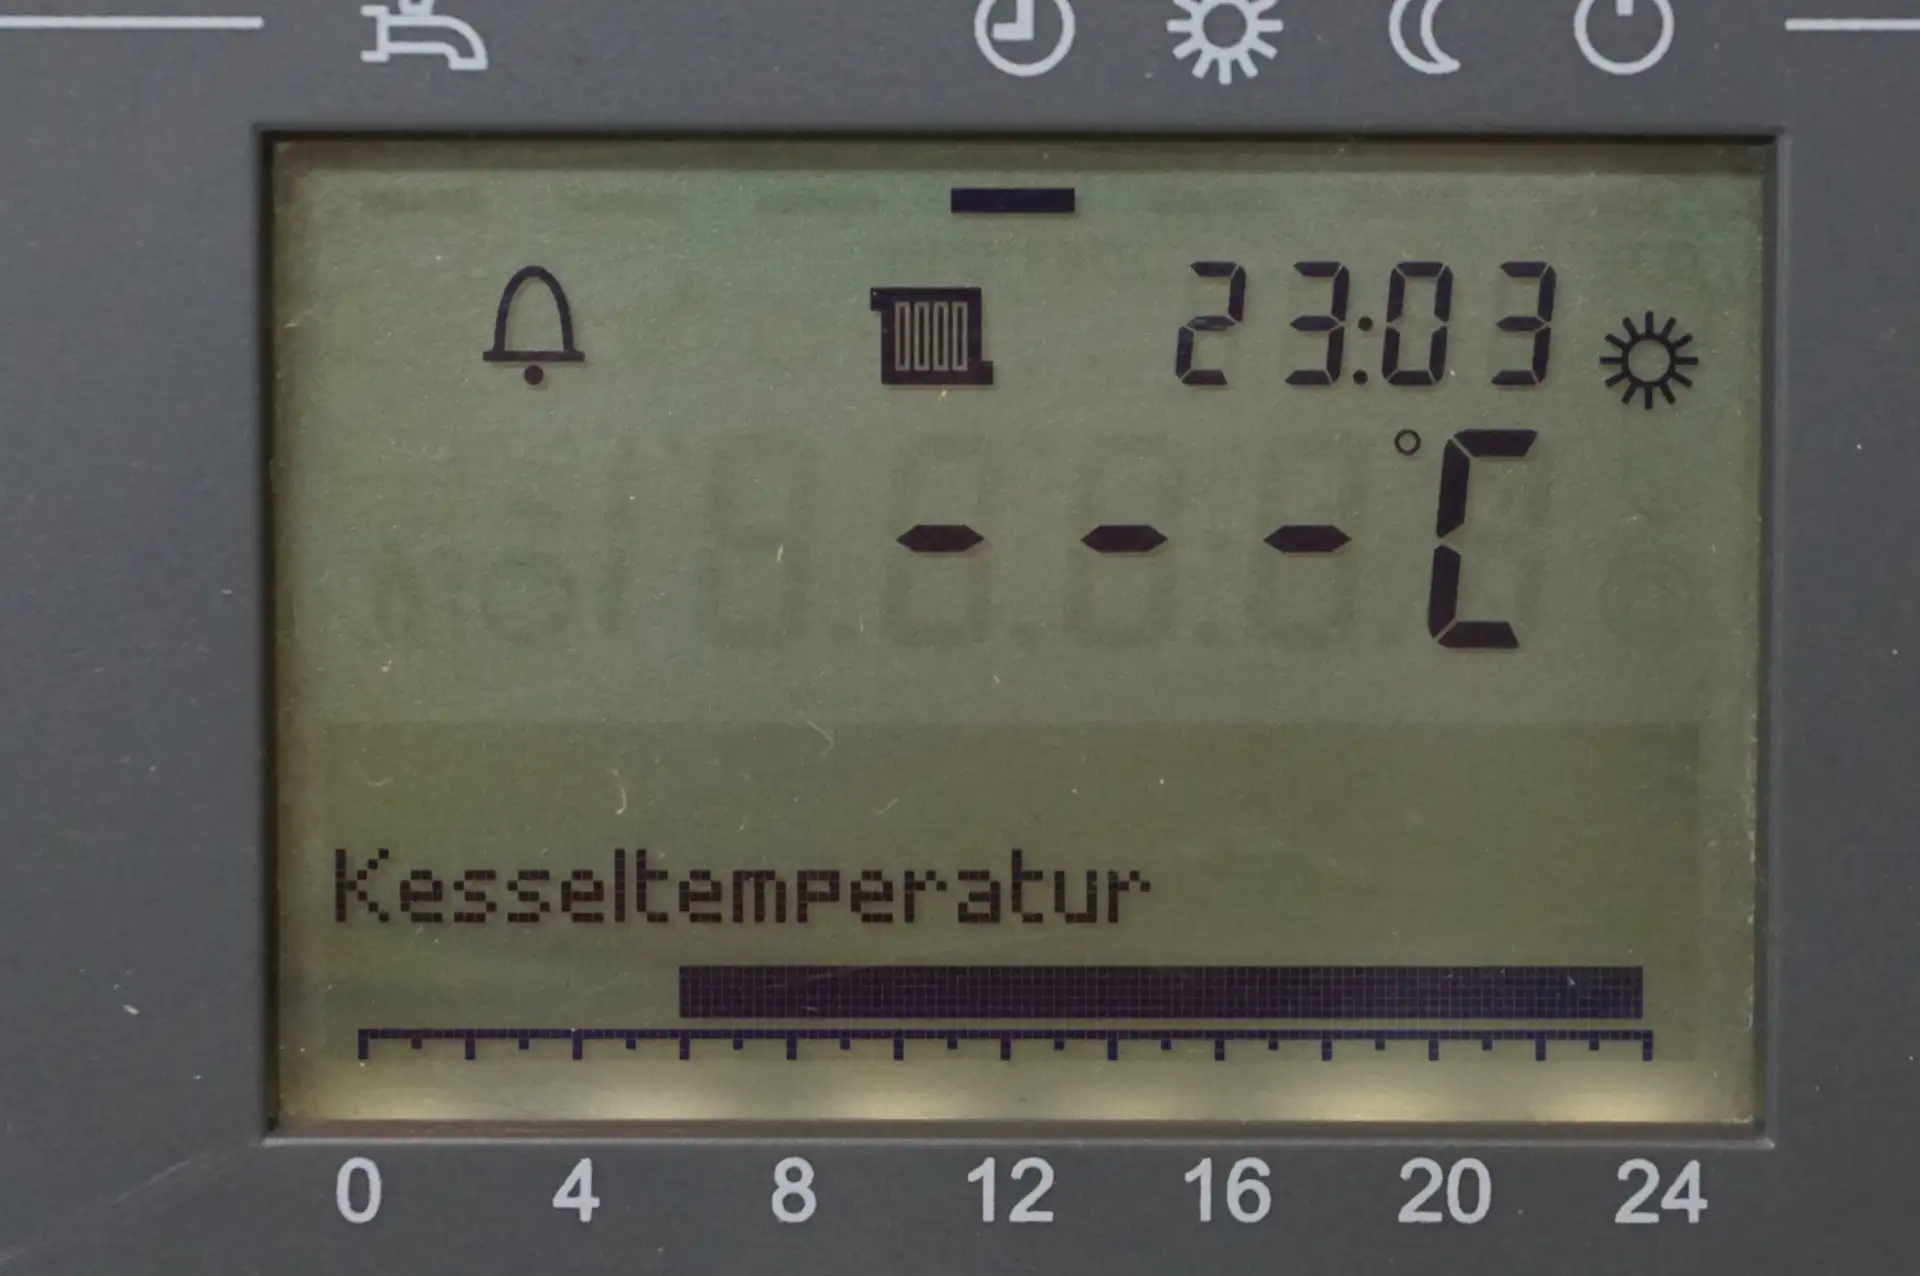 23:03
---°C
Kesseltemperatur
0 4 8 12 16 20 24